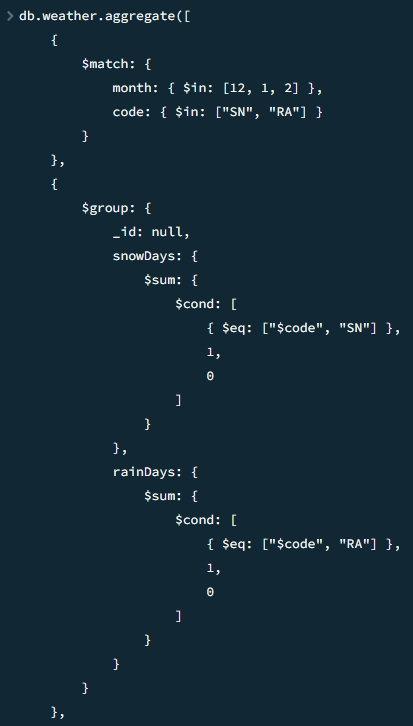 > db.weather.aggregate([
    {
        $match: {
            month: { $in: [12, 1, 2] },
            code: { $in: ["SN", "RA"] }
        }
    },
    {
        $group: {
            _id: null,
            snowDays: {
                $sum: {
                    $cond: [
                        { $eq: ["$code", "SN"] },
                        1,
                        0
                    ]
                }
            },
            rainDays: {
                $sum: {
                    $cond: [
                        { $eq: ["$code", "RA"] },
                        1,
                        0
                    ]
                }
            }
        }
    },